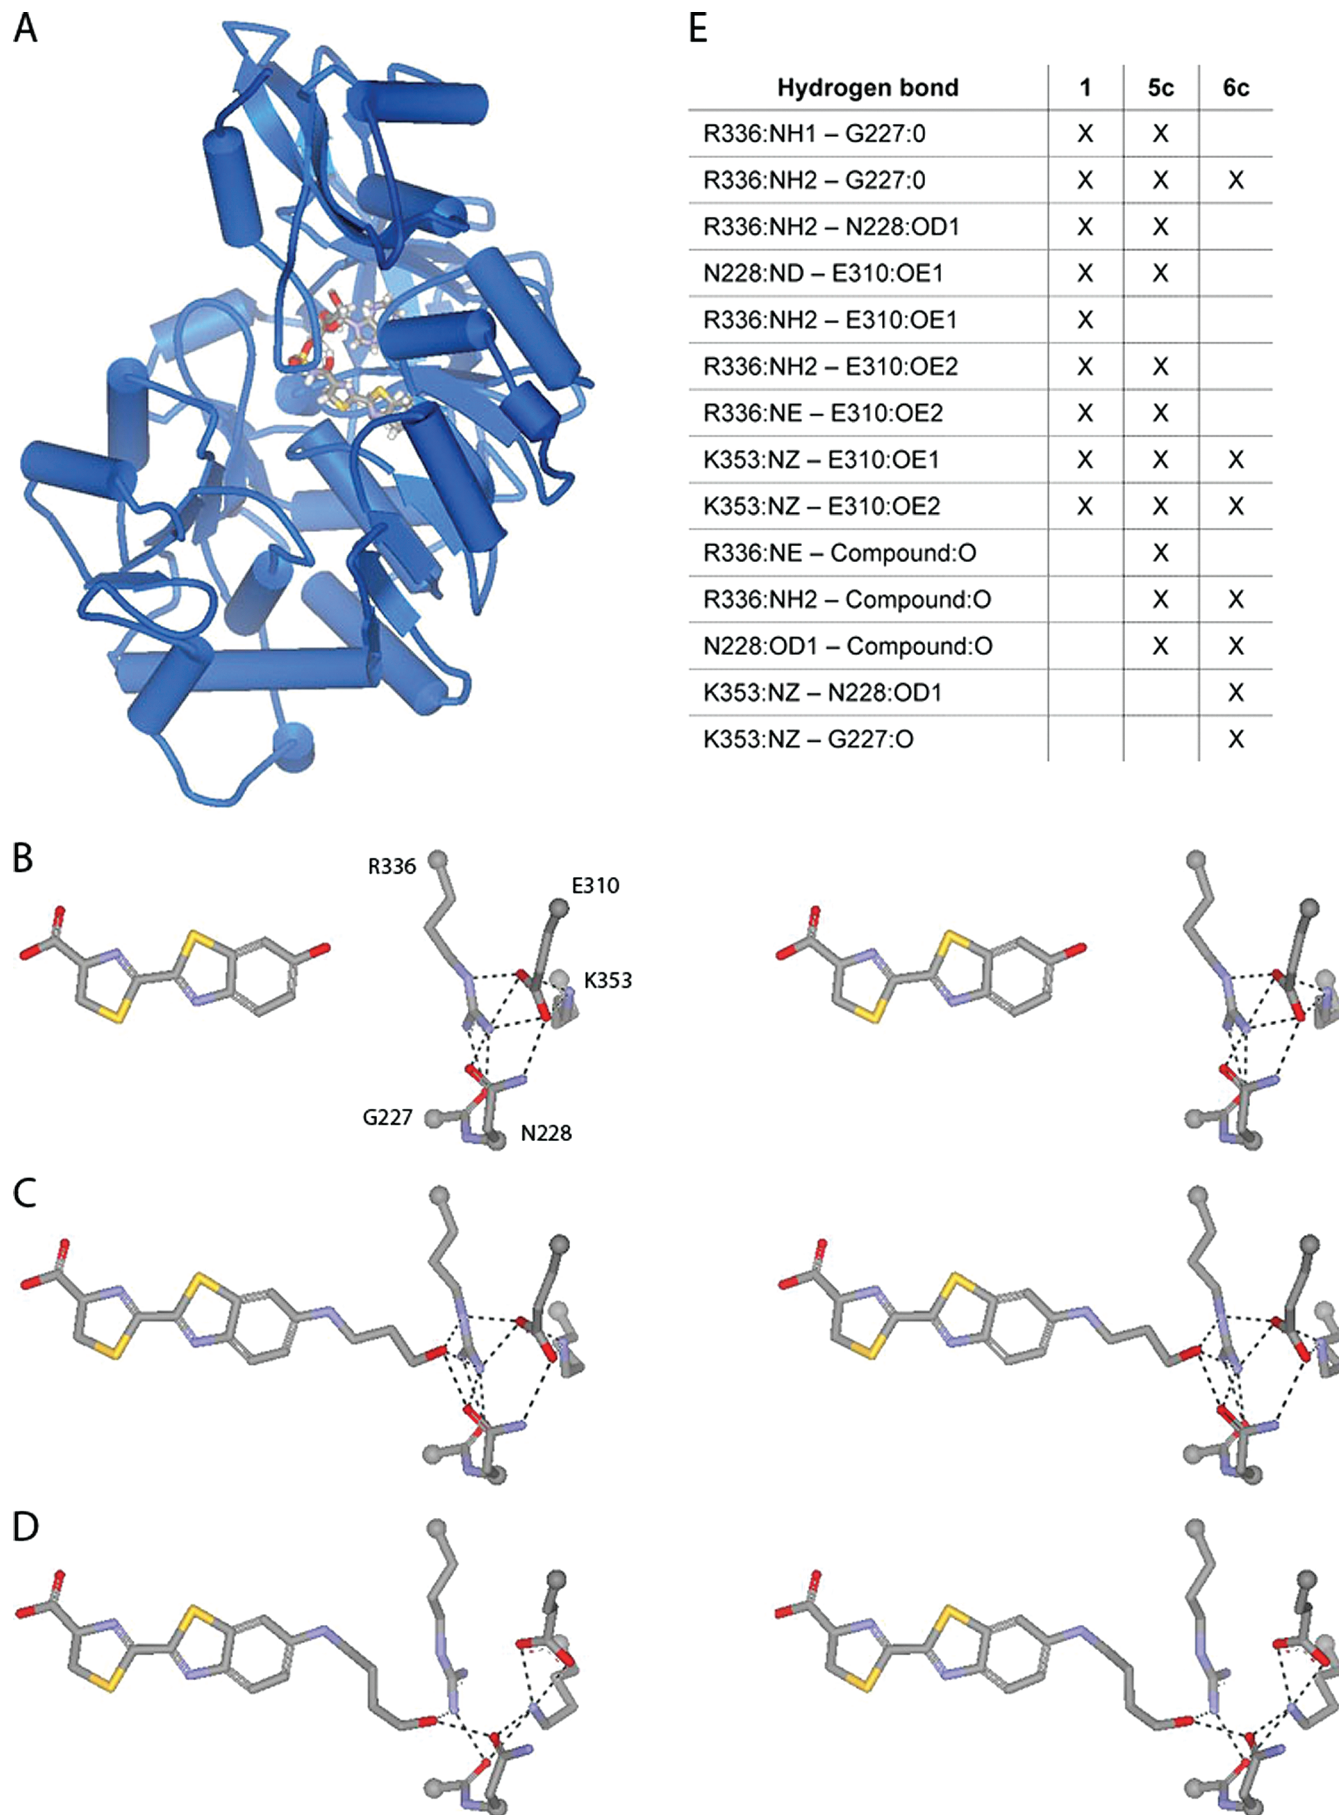 A
E
Hydrogen bond 1 5c 6c
R336:NH1 – G227:0 X X
R336:NH2 – G227:0 X X X
R336:NH2 – N228:OD1 X X
N228:ND – E310:OE1 X X
R336:NH2 – E310:OE1 X
R336:NH2 – E310:OE2 X X
R336:NE – E310:OE2 X X
K353:NZ – E310:OE1 X X X
K353:NZ – E310:OE2 X X X
R336:NE – Compound:O X
R336:NH2 – Compound:O X X
N228:OD1 – Compound:O X X
K353:NZ – N228:OD1 X
K353:NZ – G227:O X
B
R336
E310
K353
G227
N228
C
D